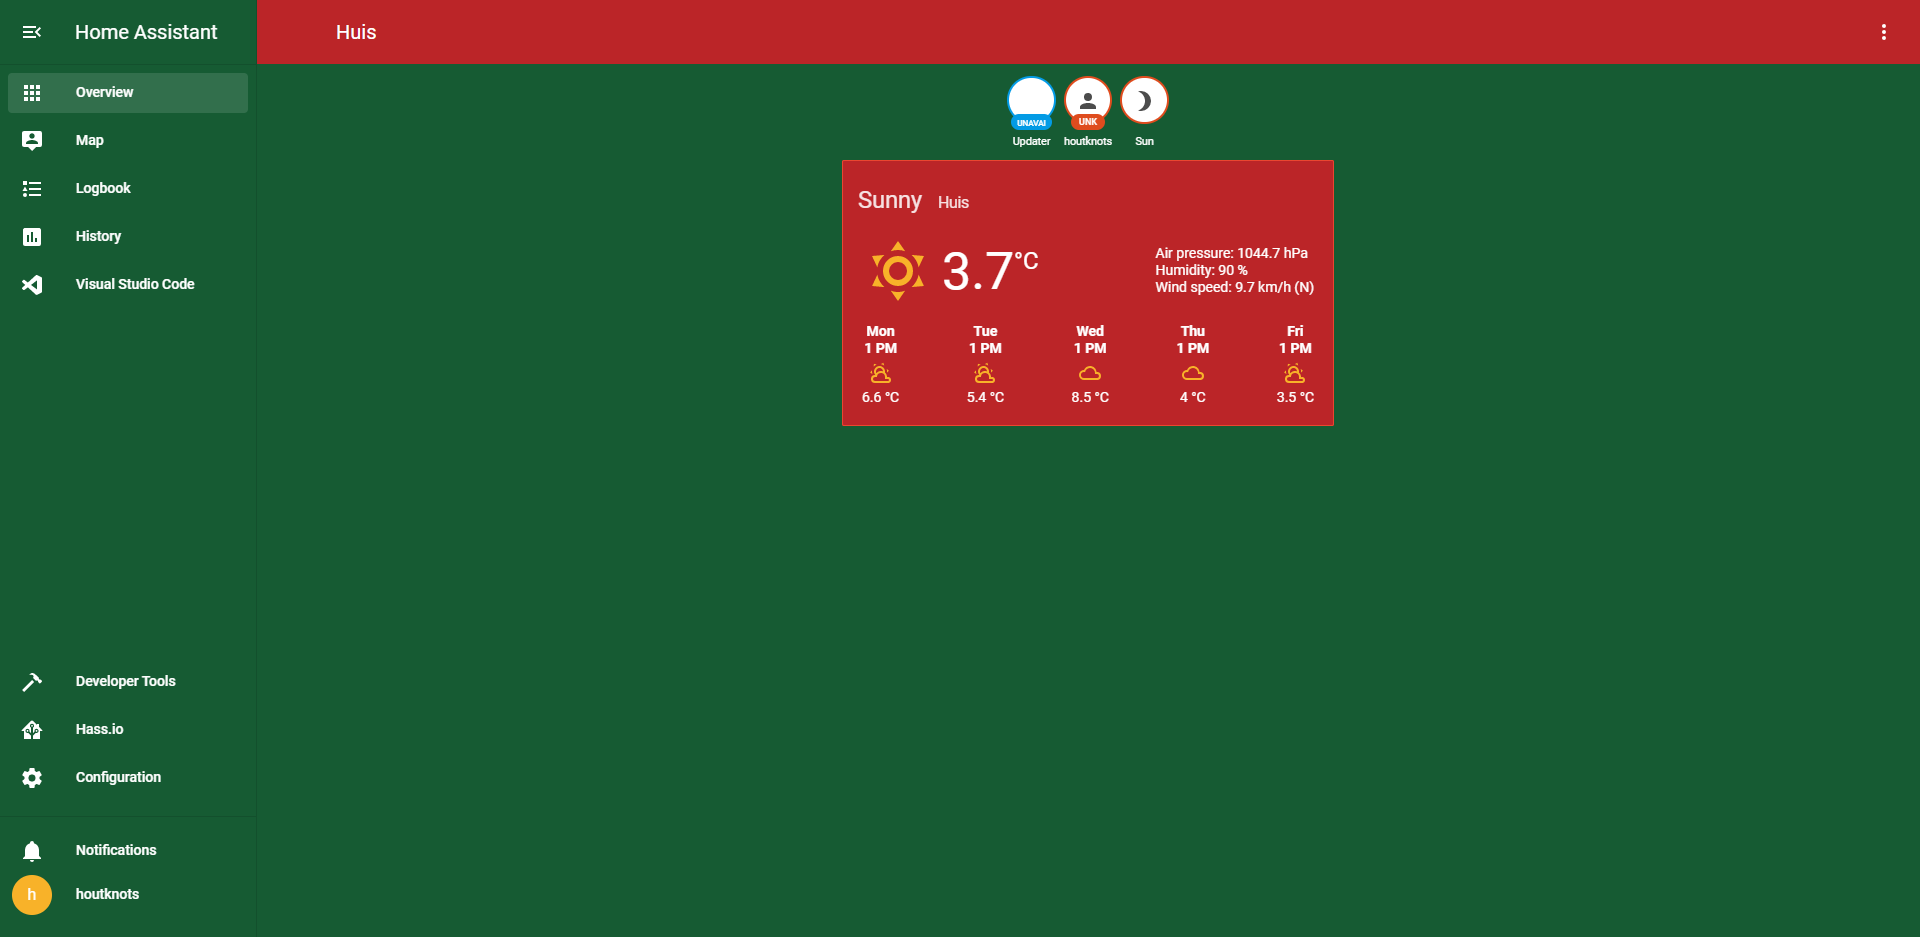 Home Assistant
Huis
Overview
Map
Logbook
History
Visual Studio Code
Developer Tools
Hass.io
Configuration
Notifications
h
houtknots
UNAVAI
UNK
Updater
houtknots
Sun
Sunny Huis
3.7°C
Air pressure: 1044.7 hPa
Humidity: 90 %
Wind speed: 9.7 km/h (N)
Mon Tue Wed Thu Fri
1 PM 1 PM 1 PM 1 PM 1 PM
6.6 °C 5.4 °C 8.5 °C 4 °C 3.5 °C